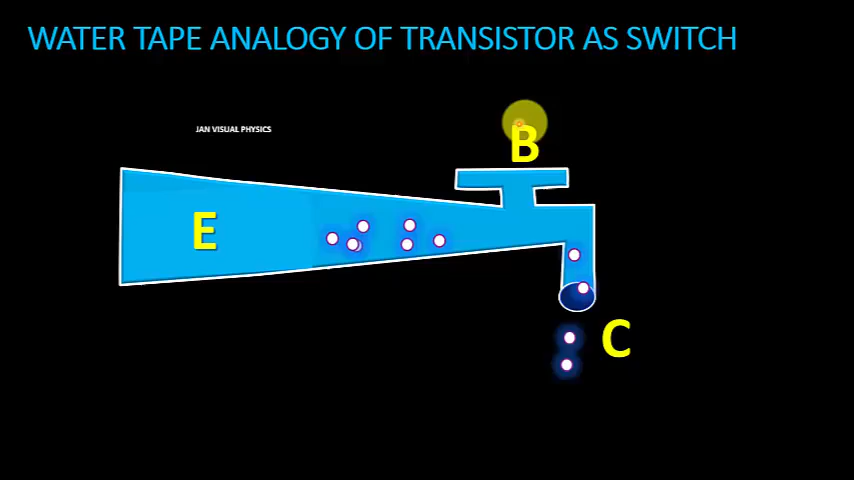 WATER TAPE ANALOGY OF TRANSISTOR AS SWITCH
JAN VISUAL PHYSICS
B
E
C